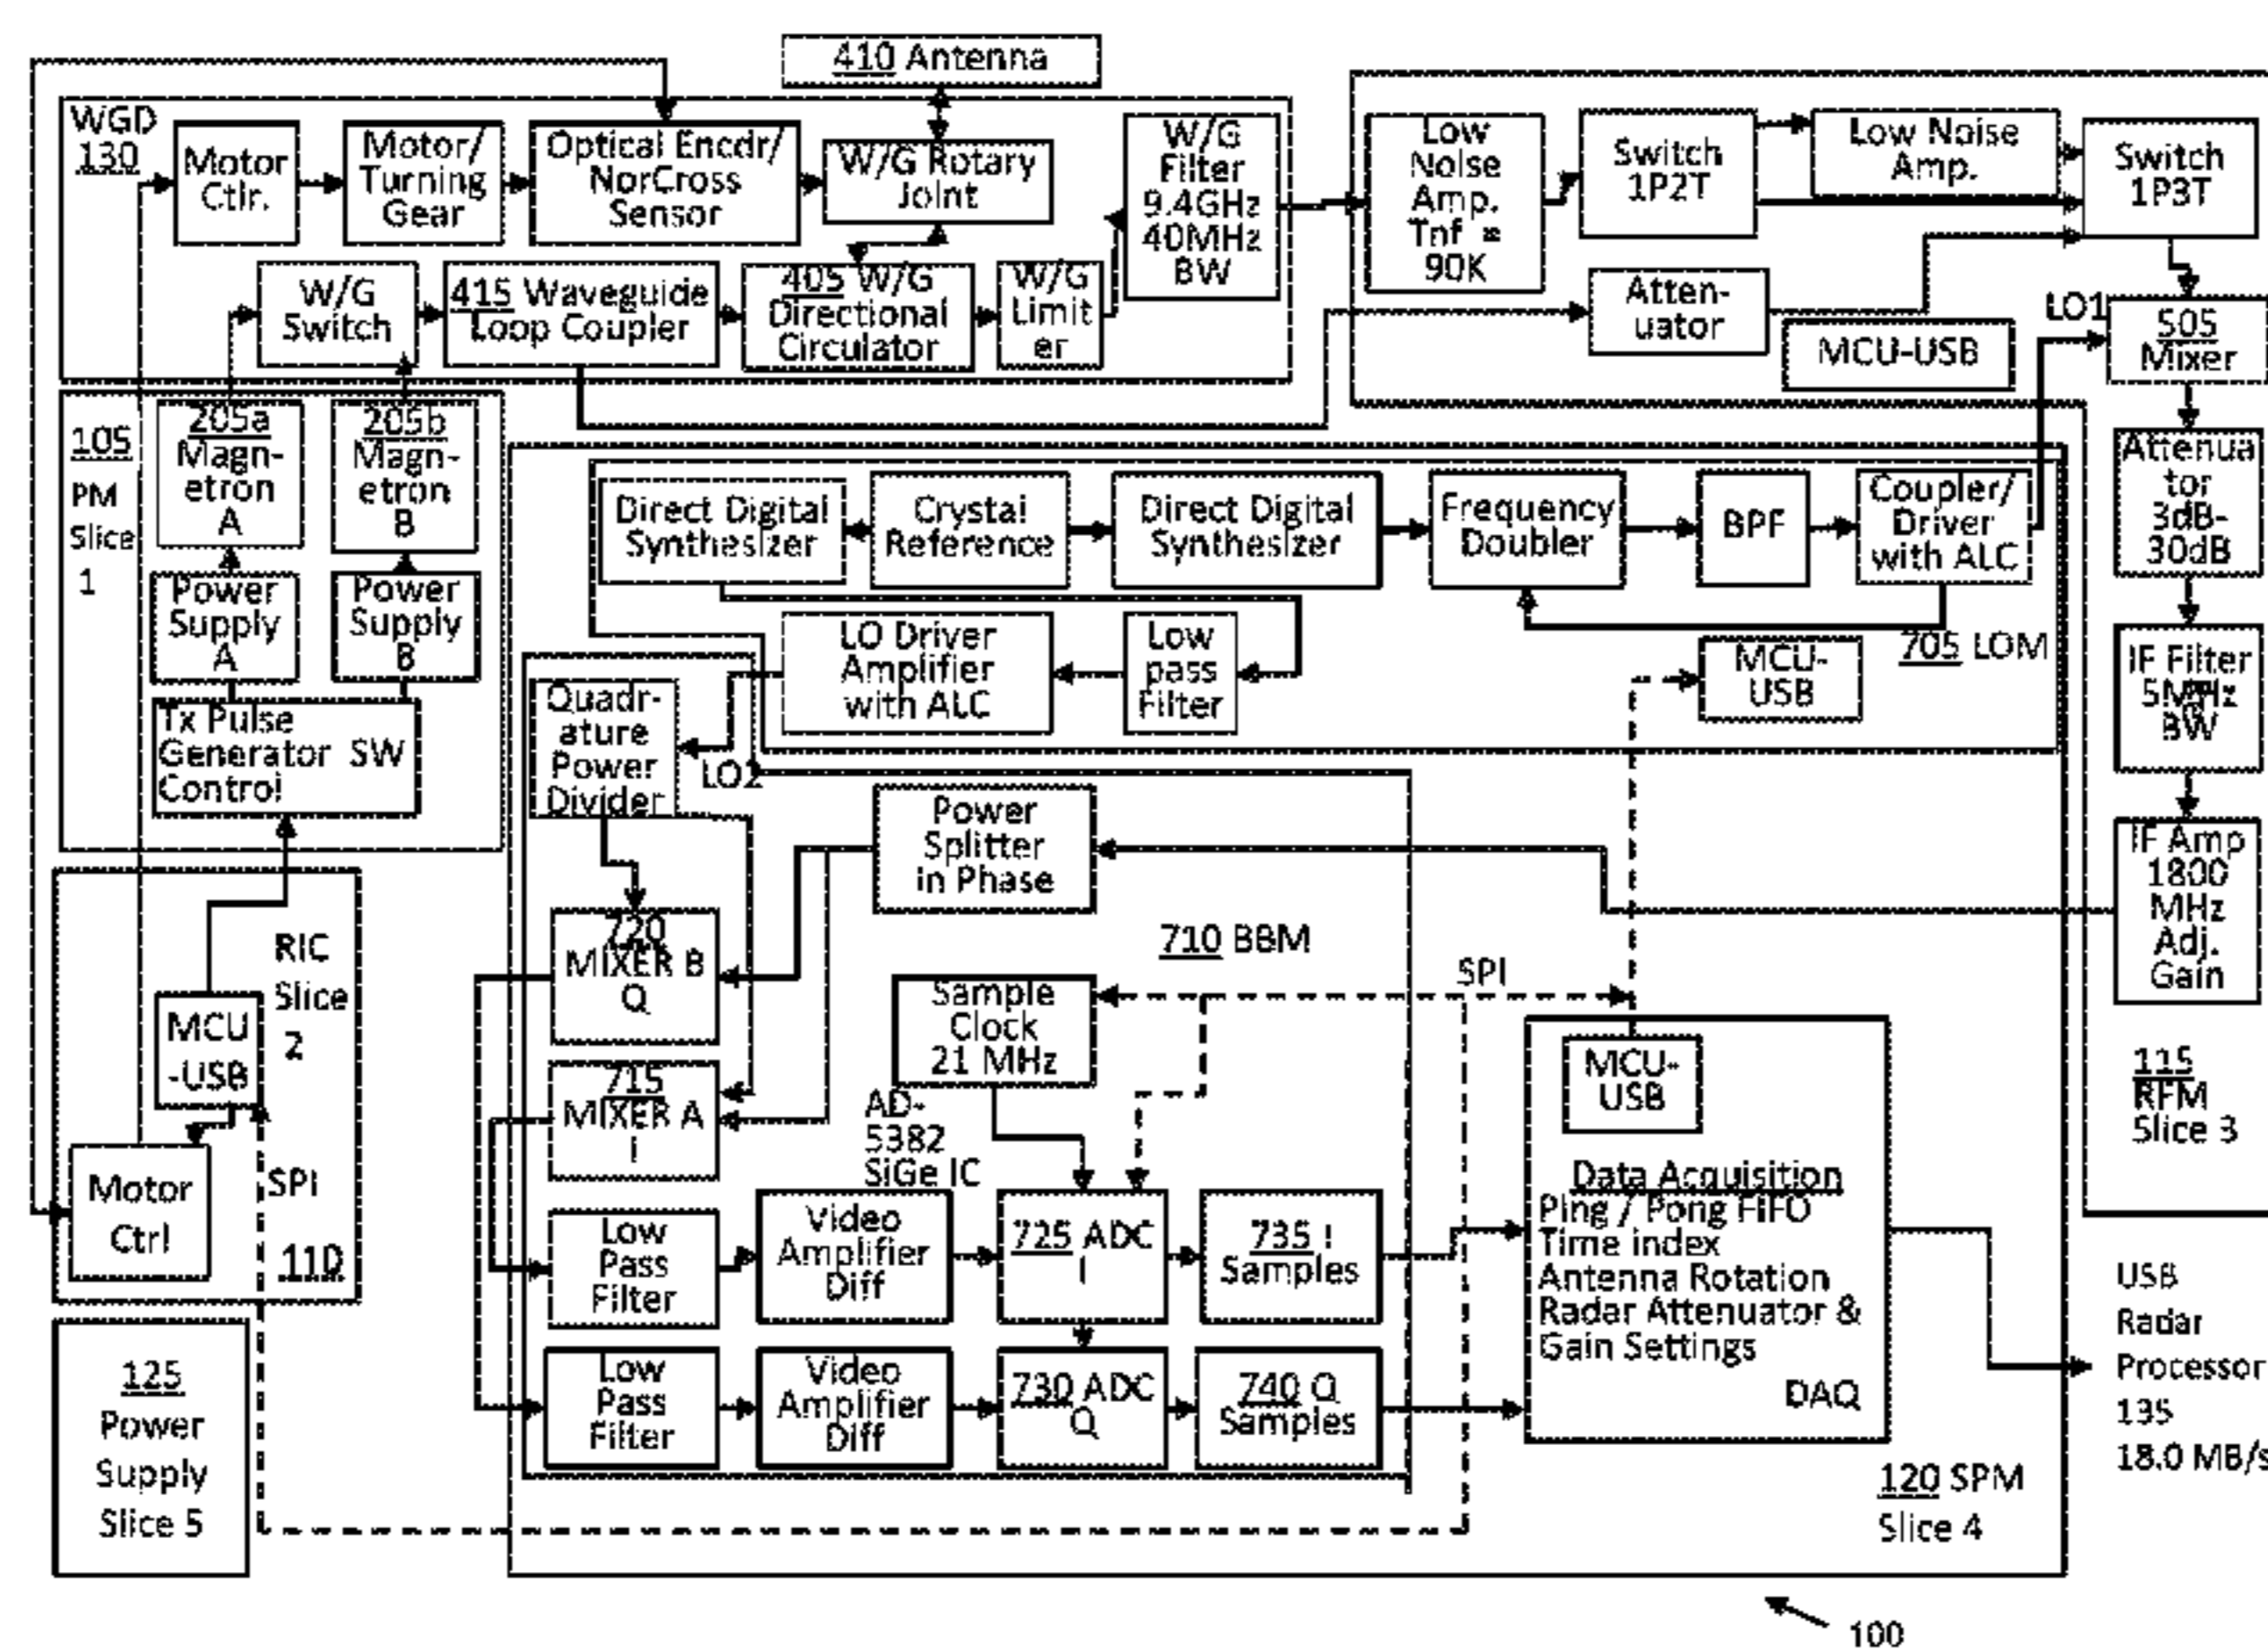 410 Antenna
WGD
130
Motor
Ctlr.
Motor/
Turning
Gear
Optical Encdr/
NorCross
Sensor
W/G Rotary
Joint
W/G
Filter
9.4GHz
40MHz
BW
Low
Noise
Amp.
Tnf =
90K
Switch
1P2T
Low Noise
Amp.
Switch
1P3T
W/G
Switch
415 Waveguide
Loop Coupler
405 W/G
Directional
Circulator
W/G
Limit
er
Atten-
uator
MCU-USB
LO1
505
Mixer
105
PM
Slice
1
205a
Magn-
etron
A
205b
Magn-
etron
B
Power
Supply
A
Power
Supply
B
Tx Pulse
Generator SW
Control
Direct Digital
Synthesizer
Crystal
Reference
Direct Digital
Synthesizer
Frequency
Doubler
BPF
Coupler/
Driver
with ALC
Attenua
tor
3dB-
30dB
LO Driver
Amplifier
with ALC
Low
pass
Filter
MCU-
USB
705 LOM
IF Filter
5MHz
BW
Quadr-
ature
Power
Divider
LO2
Power
Splitter
in Phase
IF Amp
1800
MHz
Adj.
Gain
RIC
Slice
2
MCU
-USB
Motor
Ctrl
SPI
110
720
MIXER B
Q
710 BBM
SPI
Sample
Clock
21 MHz
715
MIXER A
I
AD-
5382
SiGe IC
MCU-
USB
Data Acquisition
Ping / Pong FIFO
Time index
Antenna Rotation
Radar Attenuator &
Gain Settings
DAQ
115
RFM
Slice 3
Low
Pass
Filter
Video
Amplifier
Diff
725 ADC
I
735 I
Samples
Low
Pass
Filter
Video
Amplifier
Diff
730 ADC
Q
740 Q
Samples
USB
Radar
Processor
135
18.0 MB/s
125
Power
Supply
Slice 5
120 SPM
Slice 4
100